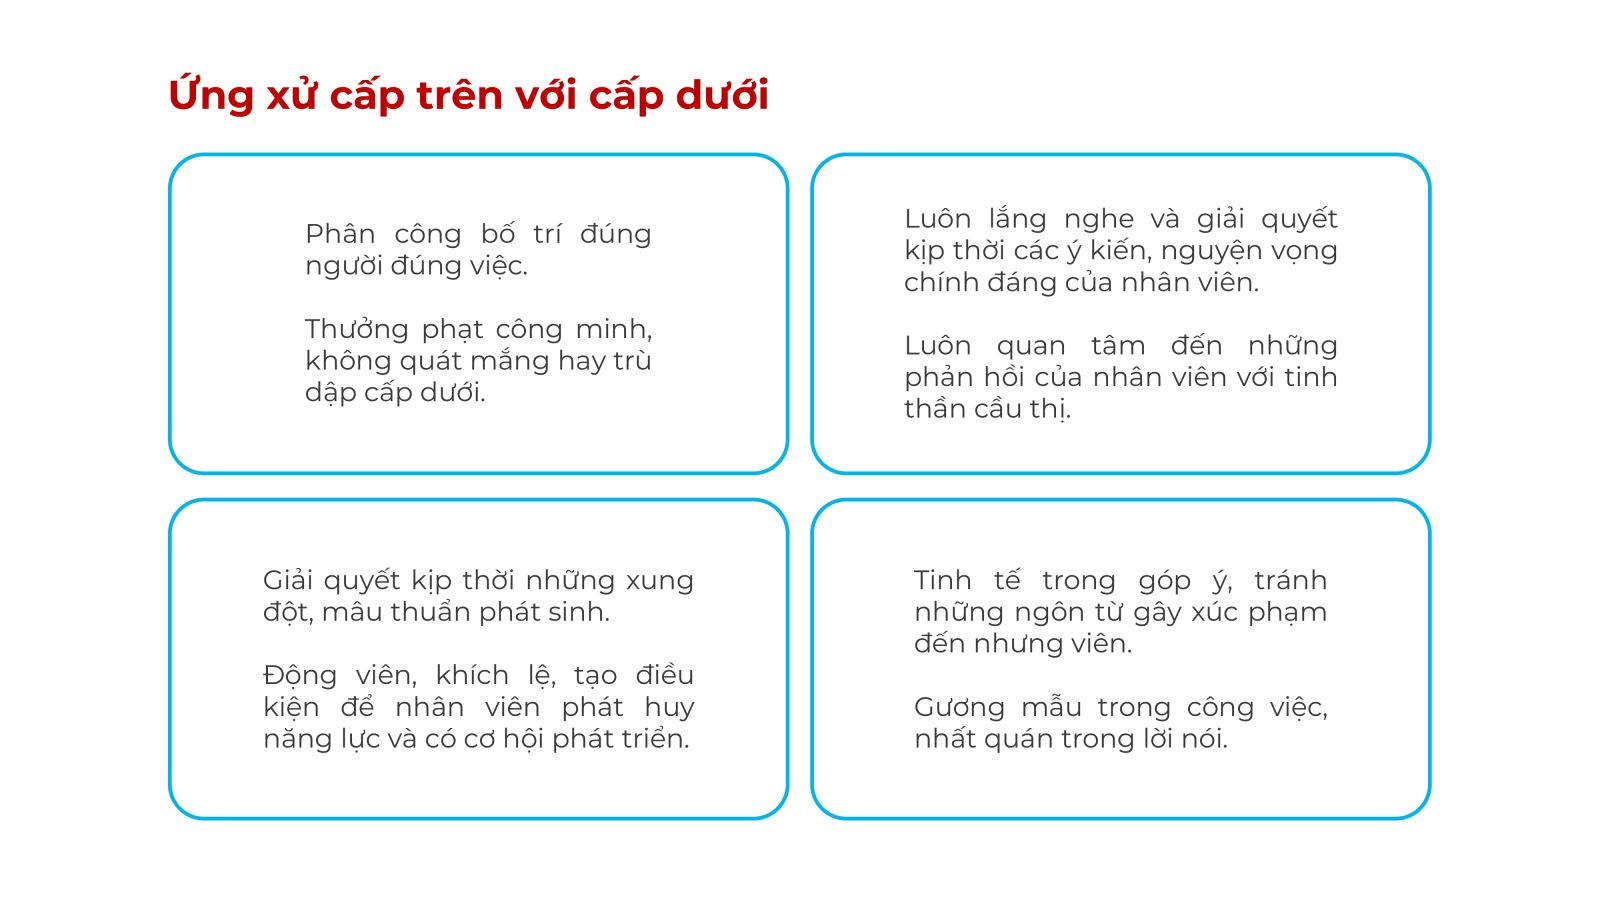 Ứng xử cấp trên với cấp dưới
Phân công bố trí đúng
người đúng việc.
Thưởng phạt công minh,
không quát mắng hay trù
dập cấp dưới.
Luôn lắng nghe và giải quyết
kịp thời các ý kiến, nguyện vọng
chính đáng của nhân viên.
Luôn quan tâm đến những
phản hồi của nhân viên với tinh
thần cầu thị.
Giải quyết kịp thời những xung
đột, mâu thuẩn phát sinh.
Động viên, khích lệ, tạo điều
kiện để nhân viên phát huy
năng lực và có cơ hội phát triển.
Tinh tế trong góp ý, tránh
những ngôn từ gây xúc phạm
đến nhưng viên.
Gương mẫu trong công việc,
nhất quán trong lời nói.